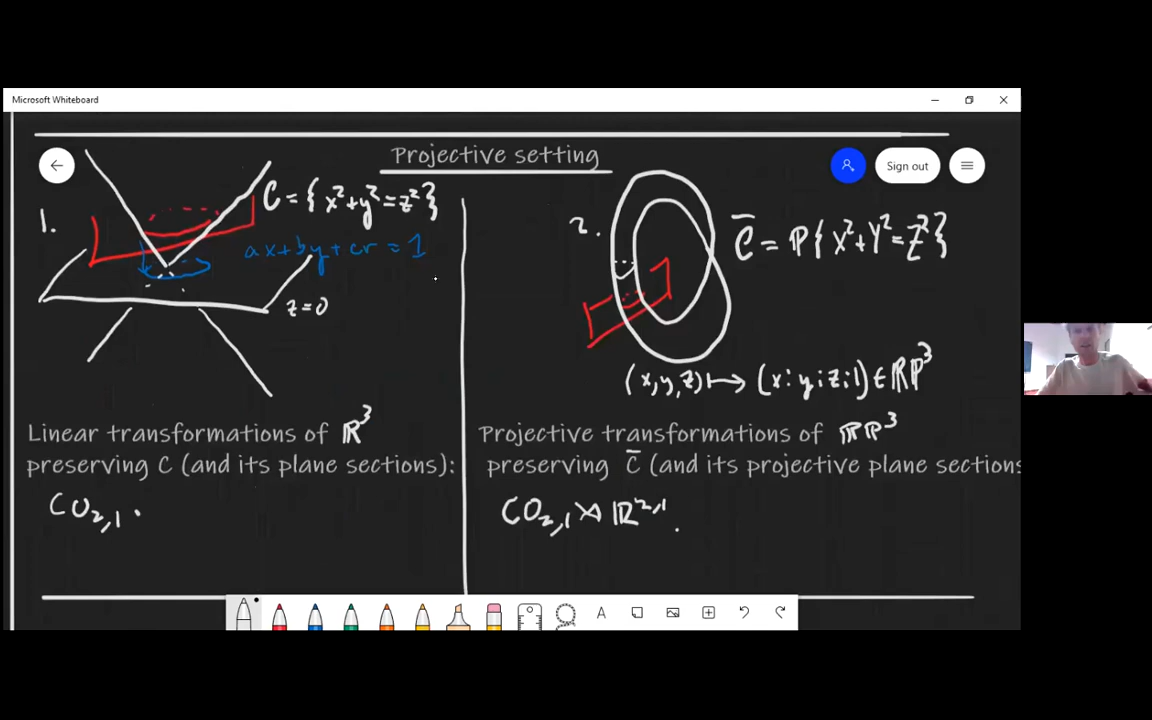 Microsoft Whiteboard
Projective setting
Sign out
1.
C = { x² + y² = z² }
ax + by + cr = 1
z = 0
2.
C̄ = P{ X² + Y² = Z² }
(x, y, z) ↦ (x : y : z : 1) ∈ ℝP³
Linear transformations of ℝ³
preserving C (and its plane sections):
CO₂,₁ .
Projective transformations of ℝP³
preserving C̄ (and its projective plane sections
CO₂,₁ ⋊ ℝ²,¹ .
A